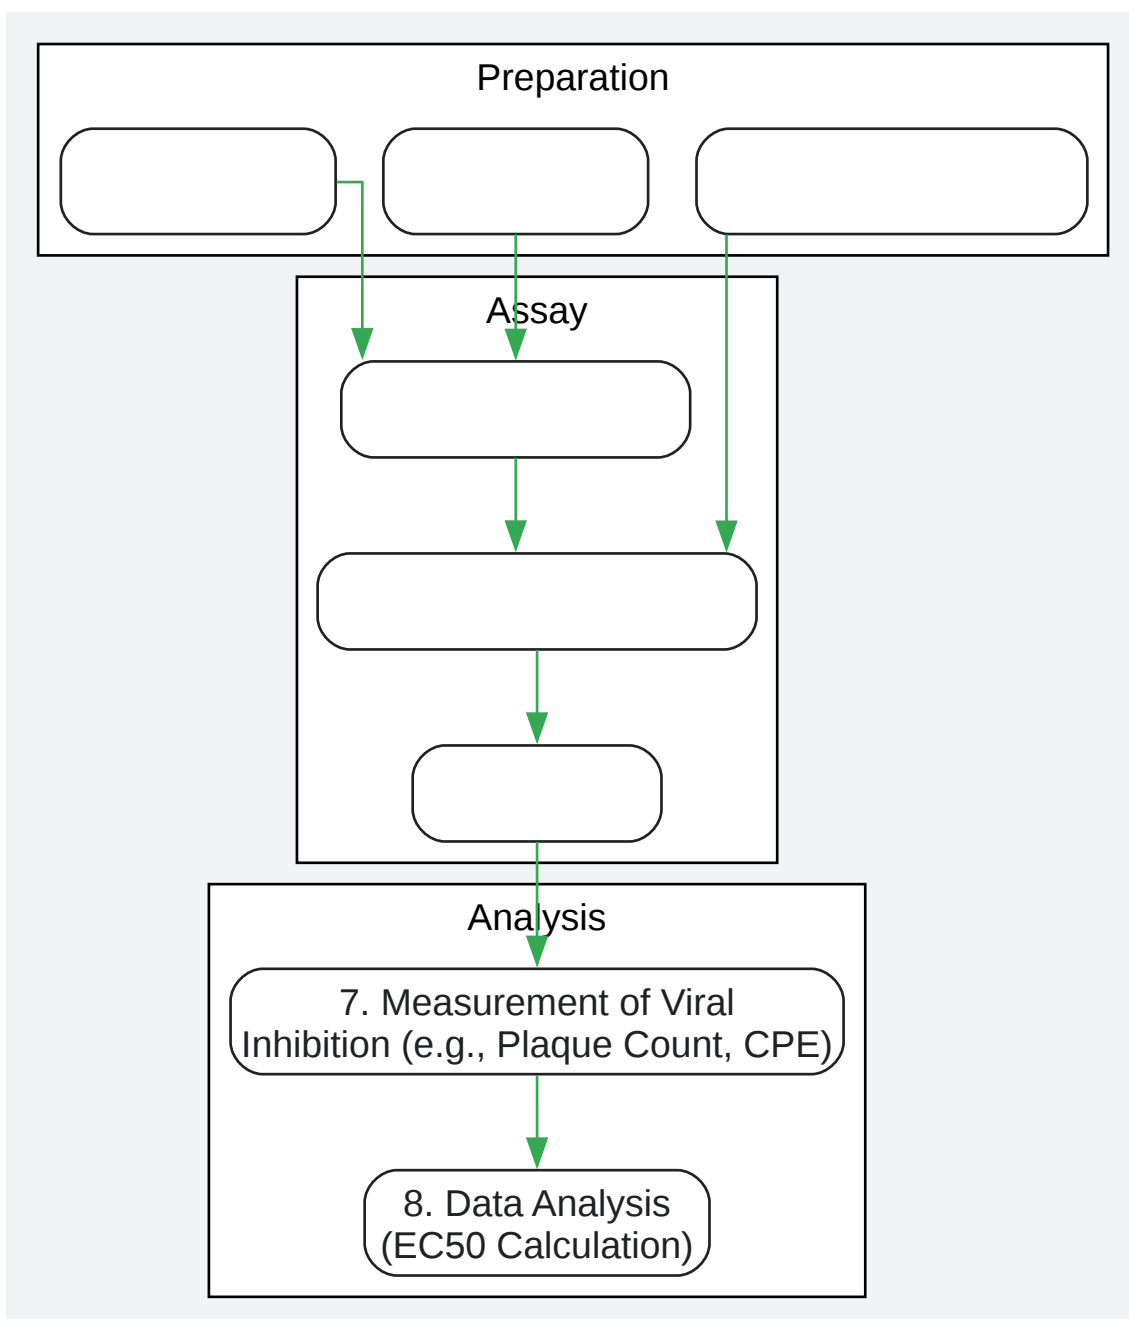 Preparation
Assay
Analysis
7. Measurement of Viral
Inhibition (e.g., Plaque Count, CPE)
8. Data Analysis
(EC50 Calculation)